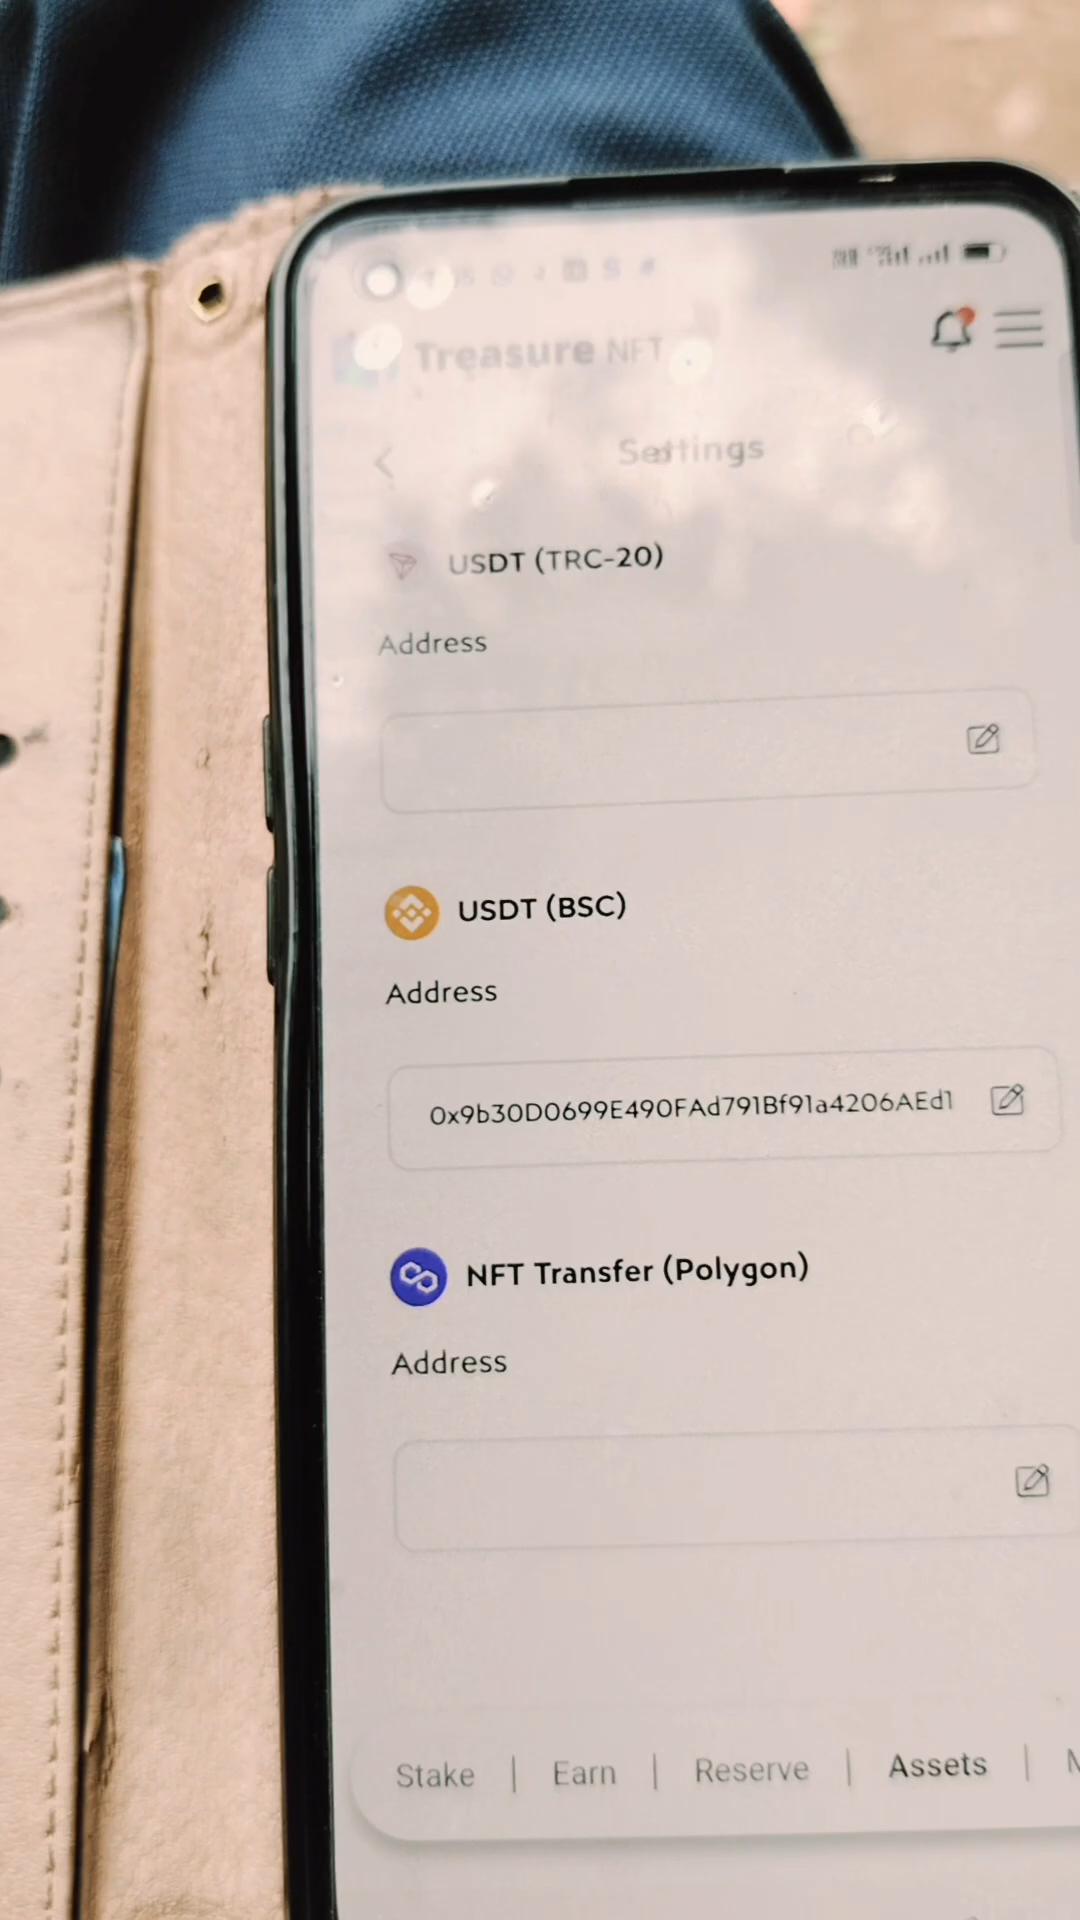 Treasure NFT
Settings
USDT (TRC-20)
Address
USDT (BSC)
Address
0x9b30D0699E490FAd791Bf91a4206AEd1
NFT Transfer (Polygon)
Address
Stake | Earn | Reserve | Assets |